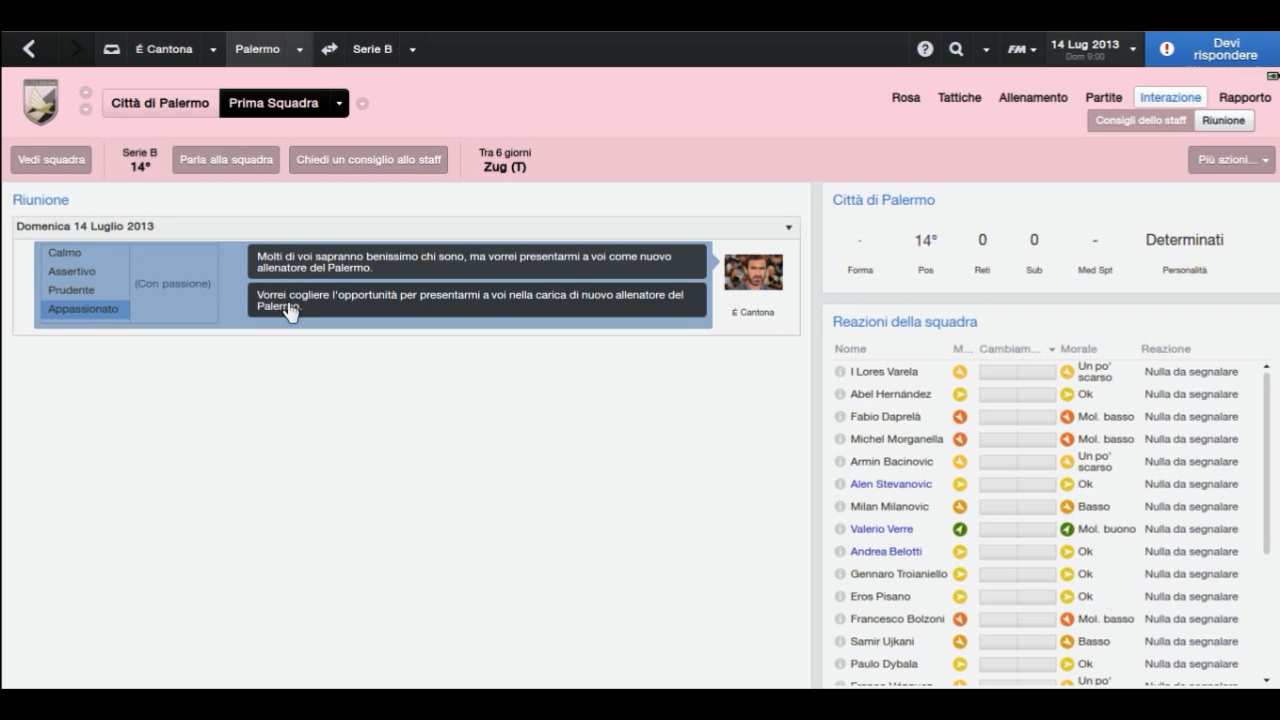 É Cantona
Palermo
Serie B
FM
14 Lug 2013
Dom 9:00
Devi
rispondere
Città di Palermo
Prima Squadra
Rosa
Tattiche
Allenamento
Partite
Interazione
Rapporto
Consigli dello staff
Riunione
Vedi squadra
Serie B
14°
Parla alla squadra
Chiedi un consiglio allo staff
Tra 6 giorni
Zug (T)
Più azioni...
Riunione
Domenica 14 Luglio 2013
Calmo
Assertivo
Prudente
Appassionato
(Con passione)
Molti di voi sapranno benissimo chi sono, ma vorrei presentarmi a voi come nuovo
allenatore del Palermo.
Vorrei cogliere l'opportunità per presentarmi a voi nella carica di nuovo allenatore del
Palermo.
É Cantona
Città di Palermo
- 14° 0 0 - Determinati
Forma Pos Reti Sub Med Spt Personalità
Reazioni della squadra
Nome M... Cambiam... Morale Reazione
I Lores Varela Un po' scarso Nulla da segnalare
Abel Hernández Ok Nulla da segnalare
Fabio Daprelà Mol. basso Nulla da segnalare
Michel Morganella Mol. basso Nulla da segnalare
Armin Bacinovic Un po' scarso Nulla da segnalare
Alen Stevanovic Ok Nulla da segnalare
Milan Milanovic Basso Nulla da segnalare
Valerio Verre Mol. buono Nulla da segnalare
Andrea Belotti Ok Nulla da segnalare
Gennaro Troianiello Ok Nulla da segnalare
Eros Pisano Ok Nulla da segnalare
Francesco Bolzoni Mol. basso Nulla da segnalare
Samir Ujkani Basso Nulla da segnalare
Paulo Dybala Ok Nulla da segnalare
Un po'